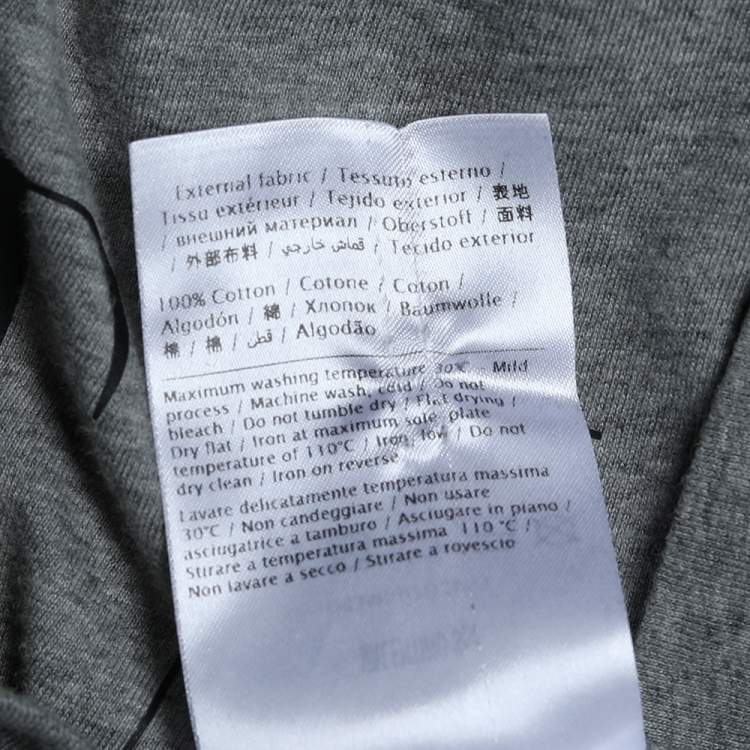 External fabric / Tessuto esterno /
Tissu extérieur / Tejido exterior / 表地
/ внешний материал / Oberstoff / 面料
/ 外部布料 / قماش خارجي / Tecido exterior
100% Cotton / Cotone / Coton /
Algodón / 綿 / Хлопок / Baumwolle /
棉 / 棉 / قطن / Algodão
Maximum washing temperature 30°C - Mild
process / Machine wash, cold / Do not
bleach / Do not tumble dry / Flat drying /
Dry flat / Iron at maximum sole plate
temperature of 110°C / Iron, low / Do not
dry clean / Iron on reverse
Lavare delicatamente temperatura massima
30°C / Non candeggiare / Non usare
asciugatrice a tamburo / Asciugare in piano /
Stirare a temperatura massima 110°C /
Non lavare a secco / Stirare a rovescio